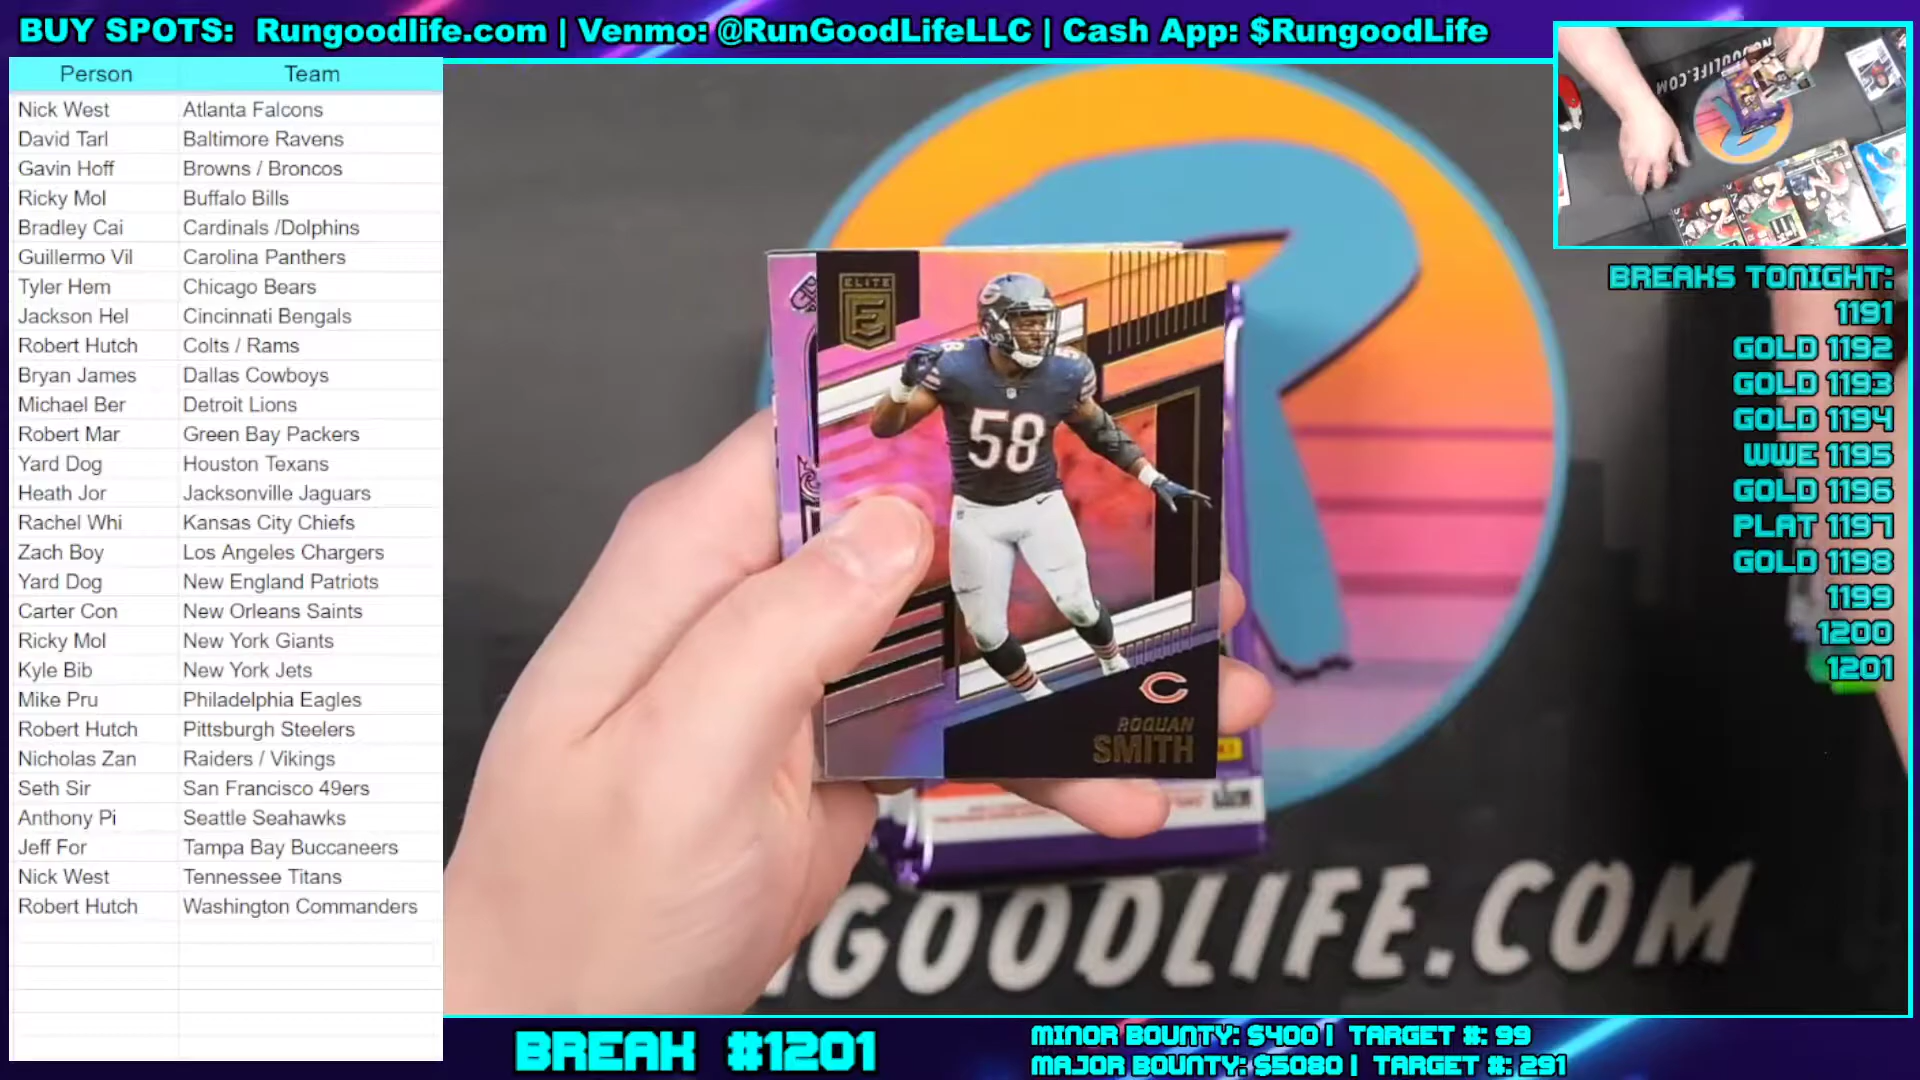 BUY SPOTS: Rungoodlife.com | Venmo: @RunGoodLifeLLC | Cash App: $RungoodLife
Person Team
Nick West Atlanta Falcons
David Tarl Baltimore Ravens
Gavin Hoff Browns / Broncos
Ricky Mol Buffalo Bills
Bradley Cai Cardinals /Dolphins
Guillermo Vil Carolina Panthers
Tyler Hem Chicago Bears
Jackson Hel Cincinnati Bengals
Robert Hutch Colts / Rams
Bryan James Dallas Cowboys
Michael Ber Detroit Lions
Robert Mar Green Bay Packers
Yard Dog Houston Texans
Heath Jor Jacksonville Jaguars
Rachel Whi Kansas City Chiefs
Zach Boy Los Angeles Chargers
Yard Dog New England Patriots
Carter Con New Orleans Saints
Ricky Mol New York Giants
Kyle Bib New York Jets
Mike Pru Philadelphia Eagles
Robert Hutch Pittsburgh Steelers
Nicholas Zan Raiders / Vikings
Seth Sir San Francisco 49ers
Anthony Pi Seattle Seahawks
Jeff For Tampa Bay Buccaneers
Nick West Tennessee Titans
Robert Hutch Washington Commanders
ELITE
E
58
C
ROQUAN
SMITH
GOODLIFE.COM
BREAKS TONIGHT:
1191
GOLD 1192
GOLD 1193
GOLD 1194
WWE 1195
GOLD 1196
PLAT 1197
GOLD 1198
1199
1200
1201
BREAK #1201
MINOR BOUNTY: $400 | TARGET #: 99
MAJOR BOUNTY: $5080 | TARGET #: 291